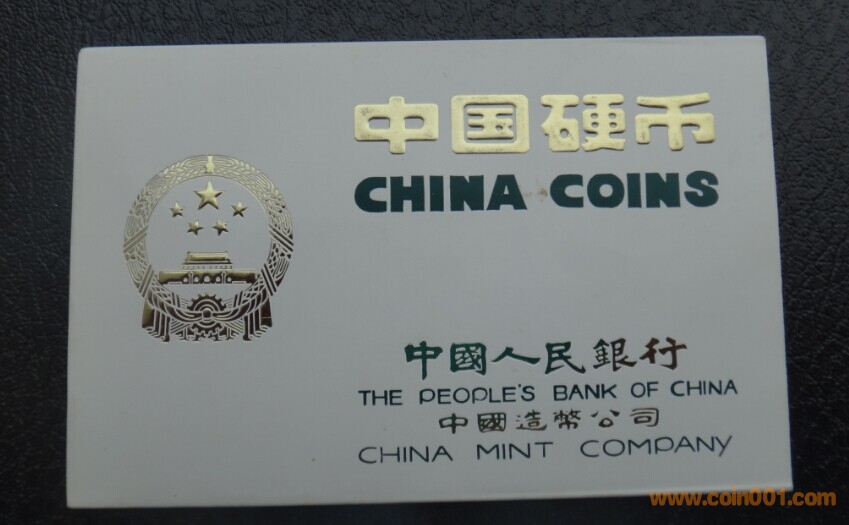 中国硬币
CHINA COINS
中國人民銀行
THE PEOPLE'S BANK OF CHINA
中國造幣公司
CHINA MINT COMPANY
www.coin001.com